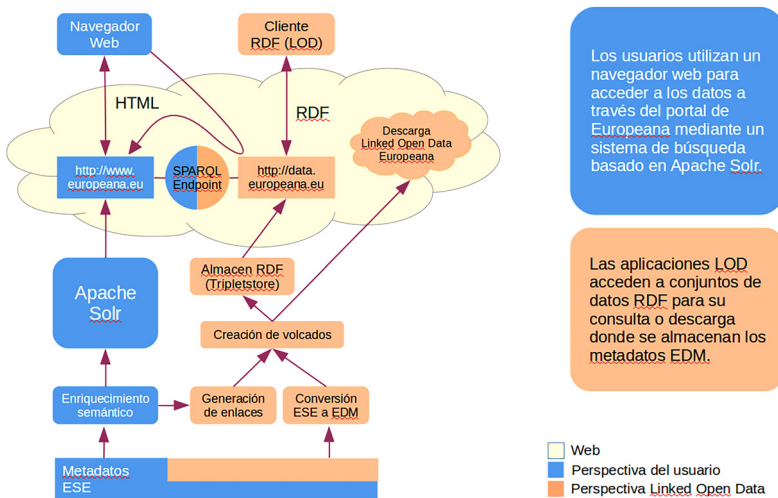 Navegador
Web
Cliente
RDF (LOD)
HTML
RDF
Descarga
Linked Open Data
Europeana
http://www.
europeana.eu
SPARQL
Endpoint
http://data.
europeana.eu
Almacen RDF
(Tripletstore)
Apache
Solr
Creación de volcados
Enriquecimiento
semántico
Generación
de enlaces
Conversión
ESE a EDM
Metadatos
ESE
Los usuarios utilizan un
navegador web para
acceder a los datos a
través del portal de
Europeana mediante un
sistema de búsqueda
basado en Apache Solr.
Las aplicaciones LOD
acceden a conjuntos de
datos RDF para su
consulta o descarga
donde se almacenan los
metadatos EDM.
Web
Perspectiva del usuario
Perspectiva Linked Open Data